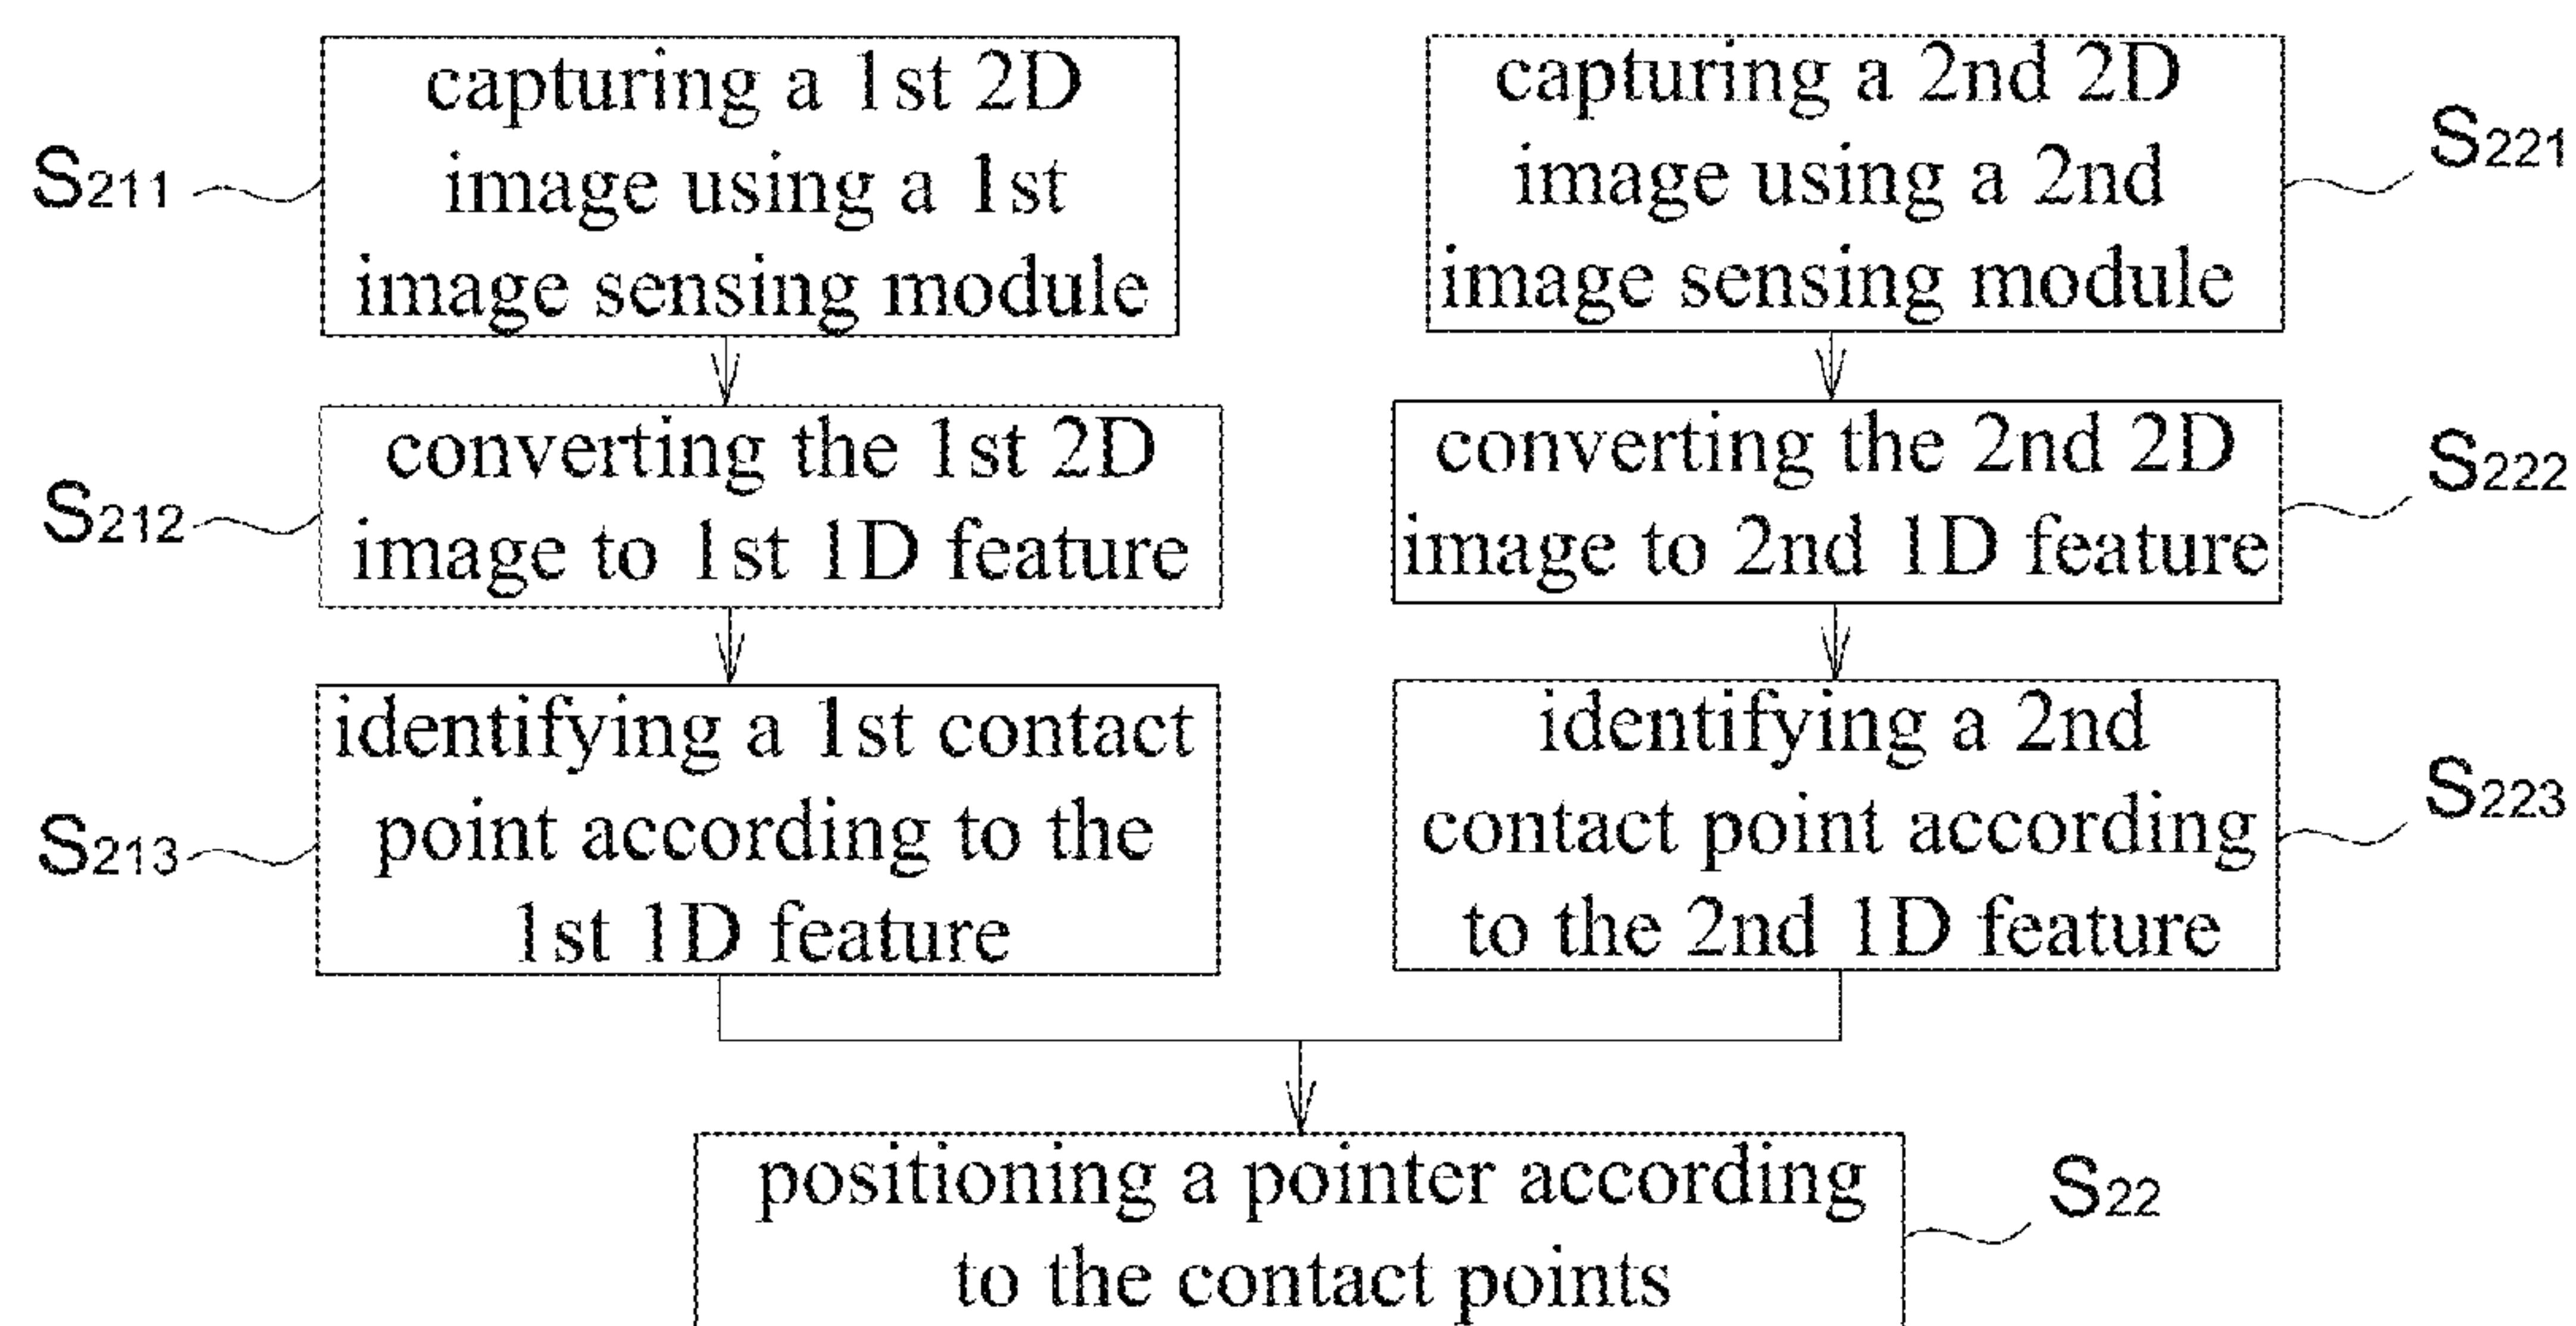 S211
capturing a 1st 2D
image using a 1st
image sensing module
capturing a 2nd 2D
image using a 2nd
image sensing module
S221
S212
converting the 1st 2D
image to 1st 1D feature
converting the 2nd 2D
image to 2nd 1D feature
S222
S213
identifying a 1st contact
point according to the
1st 1D feature
identifying a 2nd
contact point according
to the 2nd 1D feature
S223
positioning a pointer according
to the contact points
S22